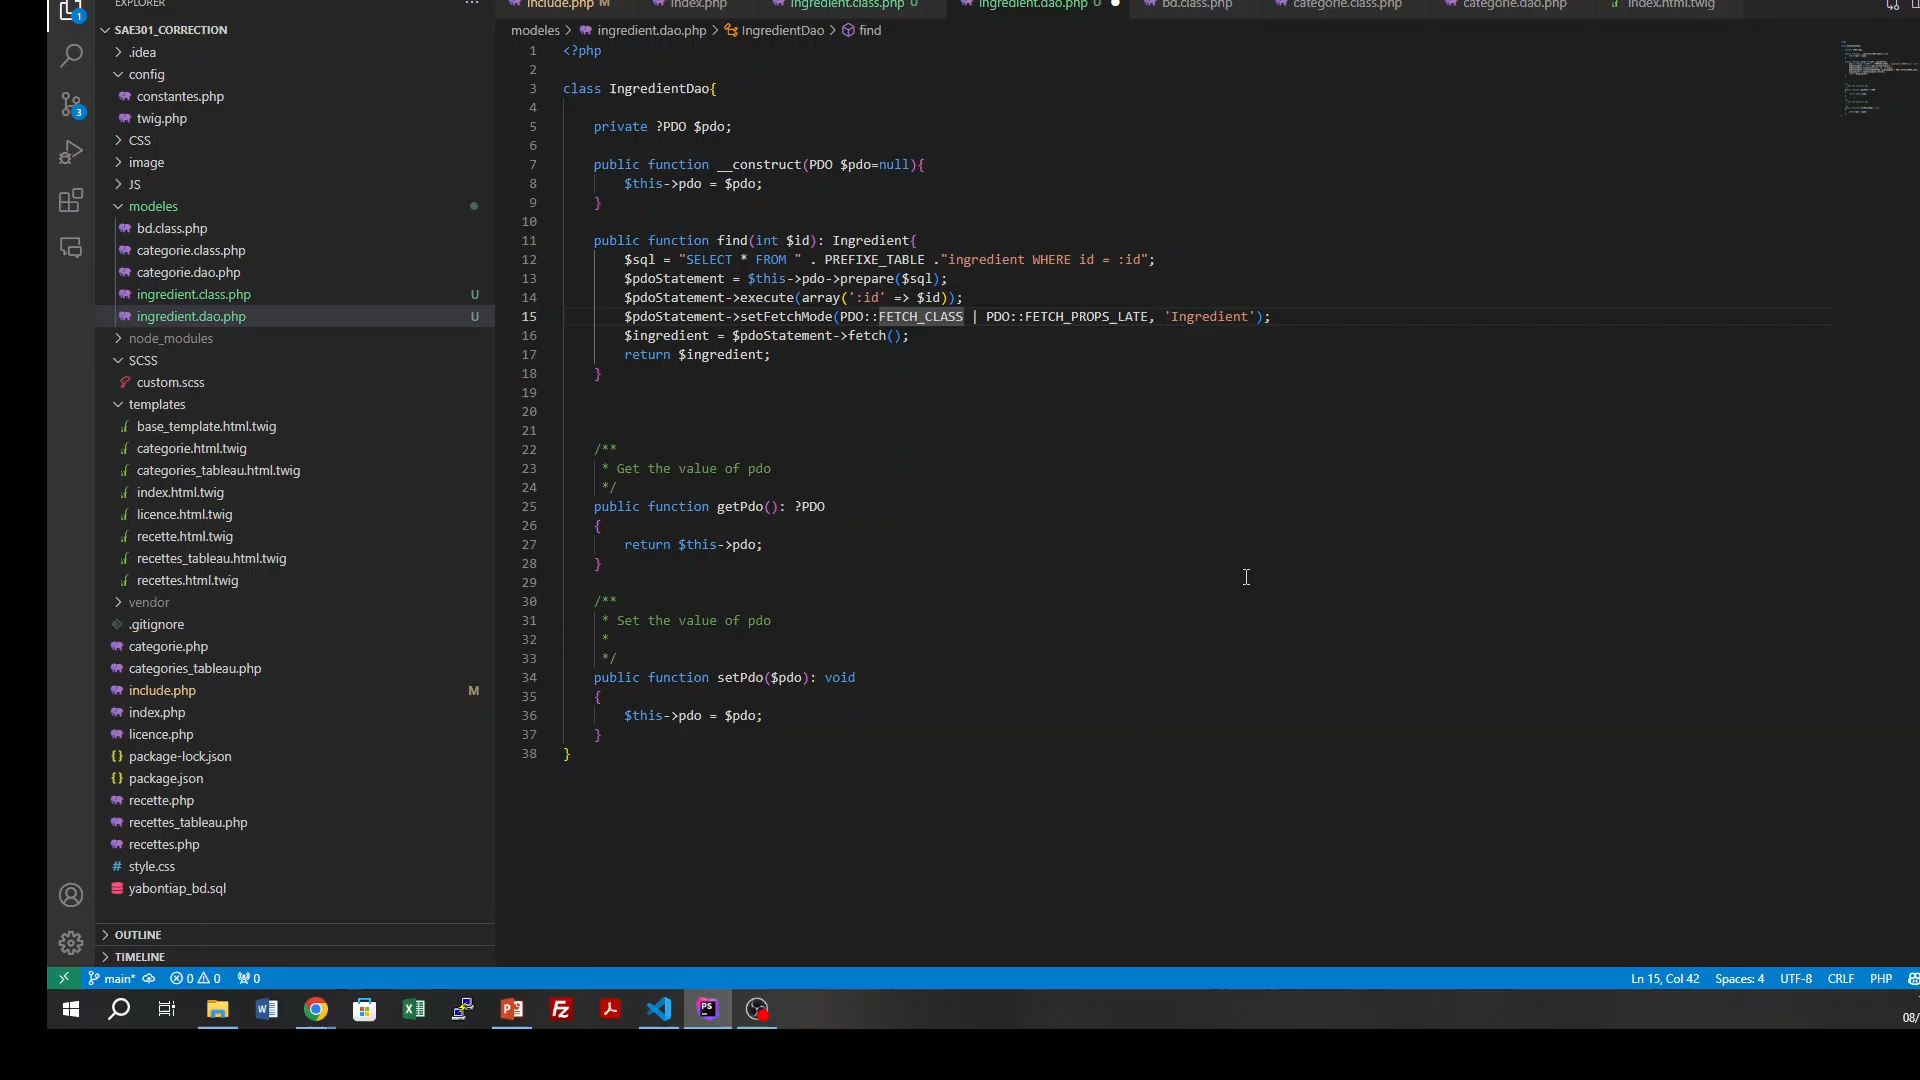 EXPLORER
SAE301_CORRECTION
.idea
config
constantes.php
twig.php
CSS
image
JS
modeles
bd.class.php
categorie.class.php
categorie.dao.php
ingredient.class.php U
ingredient.dao.php U
node_modules
SCSS
custom.scss
templates
base_template.html.twig
categorie.html.twig
categories_tableau.html.twig
index.html.twig
licence.html.twig
recette.html.twig
recettes_tableau.html.twig
recettes.html.twig
vendor
.gitignore
categorie.php
categories_tableau.php
include.php M
index.php
licence.php
package-lock.json
package.json
recette.php
recettes_tableau.php
recettes.php
style.css
yabontiap_bd.sql
OUTLINE
TIMELINE
1
3
include.php M index.php ingredient.class.php U ingredient.dao.php U bd.class.php categorie.class.php categorie.dao.php index.html.twig
modeles > ingredient.dao.php > IngredientDao > find
1 <?php
2
3 class IngredientDao{
4
5 private ?PDO $pdo;
6
7 public function __construct(PDO $pdo=null){
8 $this->pdo = $pdo;
9 }
10
11 public function find(int $id): Ingredient{
12 $sql = "SELECT * FROM " . PREFIXE_TABLE ."ingredient WHERE id = :id";
13 $pdoStatement = $this->pdo->prepare($sql);
14 $pdoStatement->execute(array(':id' => $id));
15 $pdoStatement->setFetchMode(PDO::FETCH_CLASS | PDO::FETCH_PROPS_LATE, 'Ingredient');
16 $ingredient = $pdoStatement->fetch();
17 return $ingredient;
18 }
19
20
21
22 /**
23 * Get the value of pdo
24 */
25 public function getPdo(): ?PDO
26 {
27 return $this->pdo;
28 }
29
30 /**
31 * Set the value of pdo
32 *
33 */
34 public function setPdo($pdo): void
35 {
36 $this->pdo = $pdo;
37 }
38 }
main* 0 0 0 Ln 15, Col 42 Spaces: 4 UTF-8 CRLF PHP
08/